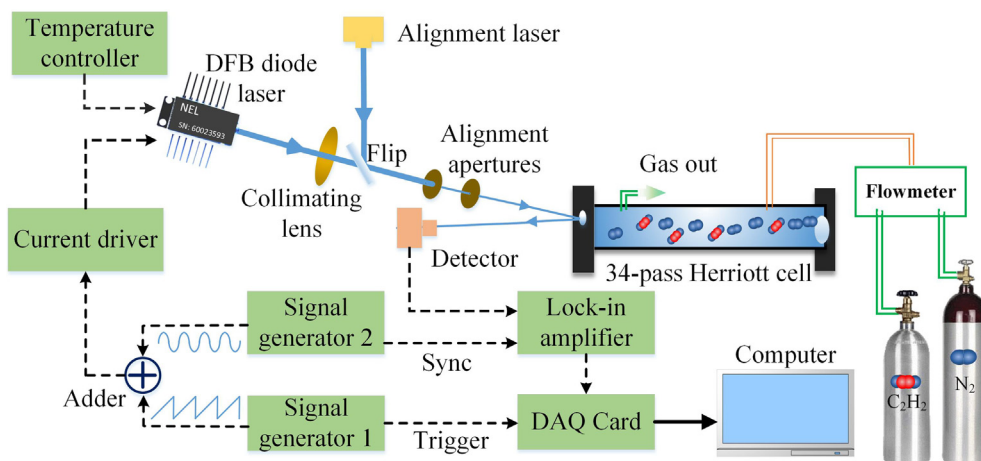 Temperature
controller
DFB diode
laser
NEL
SN: 60023593
Alignment laser
Flip
Alignment
apertures
Collimating
lens
Gas out
Flowmeter
Current driver
Detector
34-pass Herriott cell
Signal
generator 2
Lock-in
amplifier
Sync
Computer
Adder
Signal
generator 1
Trigger
DAQ Card
C₂H₂
N₂